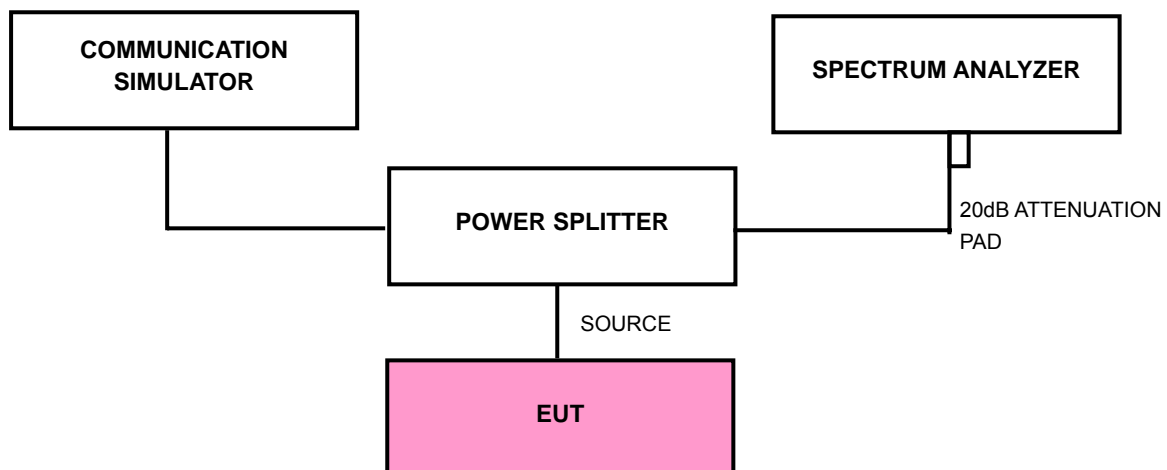 COMMUNICATION
SIMULATOR
SPECTRUM ANALYZER
POWER SPLITTER
20dB ATTENUATION
PAD
SOURCE
EUT